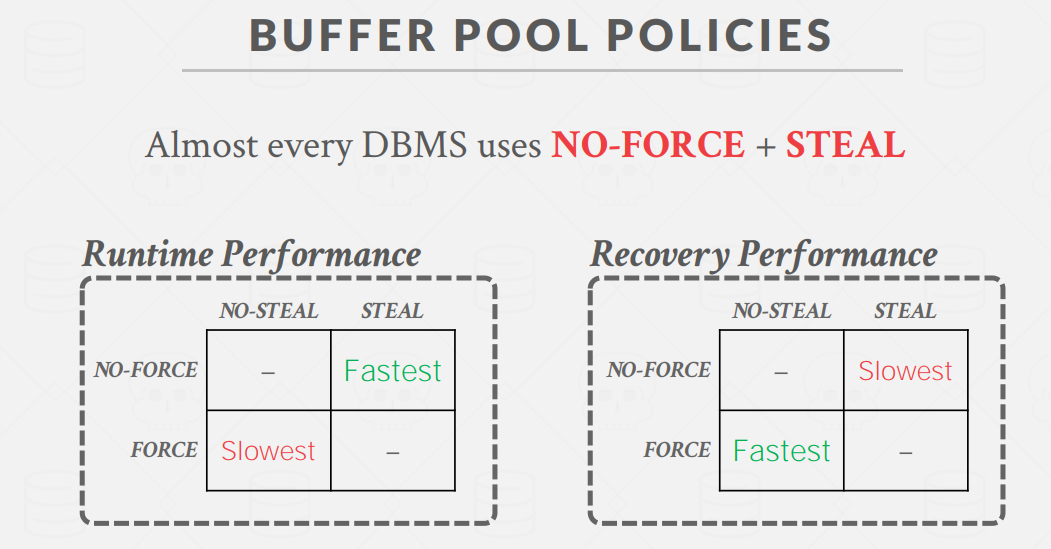 BUFFER POOL POLICIES
Almost every DBMS uses NO-FORCE + STEAL
Runtime Performance
NO-STEAL STEAL
NO-FORCE – Fastest
FORCE Slowest –
Recovery Performance
NO-STEAL STEAL
NO-FORCE – Slowest
FORCE Fastest –